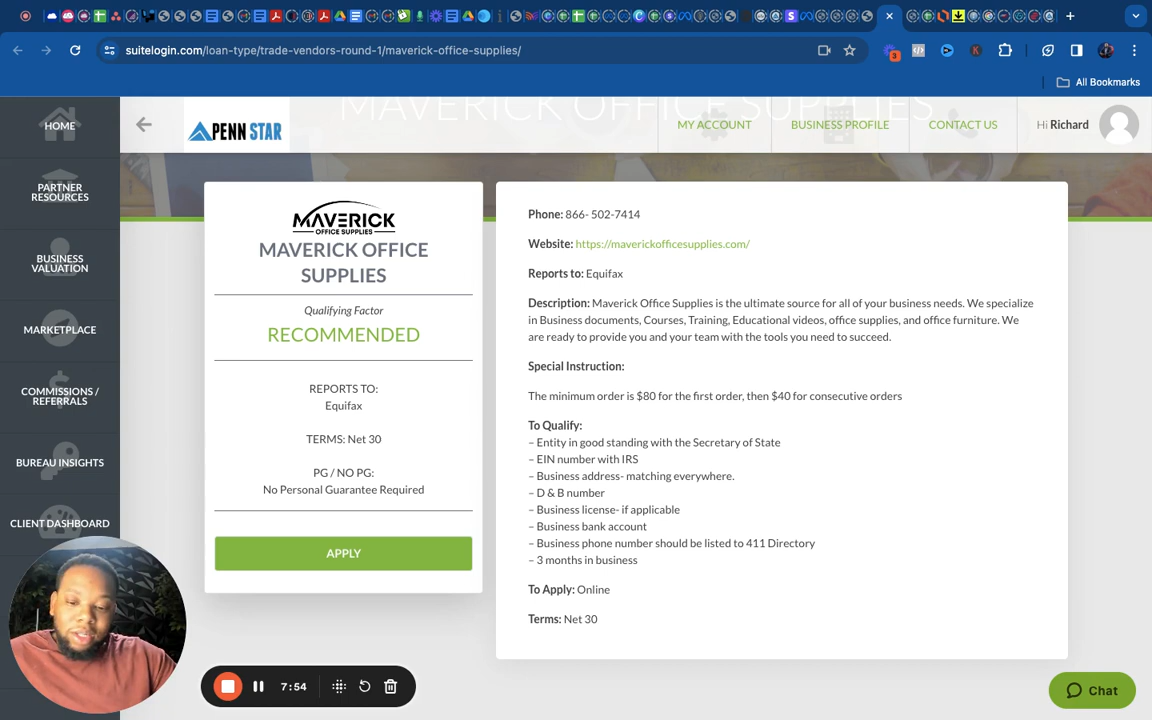 suitelogin.com/loan-type/trade-vendors-round-1/maverick-office-supplies/
3
K
All Bookmarks
MAVERICK OFFICE SUPPLIES
HOME
PENN STAR
MY ACCOUNT
BUSINESS PROFILE
CONTACT US
Hi Richard
PARTNER
RESOURCES
BUSINESS
VALUATION
MARKETPLACE
COMMISSIONS /
REFERRALS
BUREAU INSIGHTS
CLIENT DASHBOARD
MAVERICK
OFFICE SUPPLIES
MAVERICK OFFICE
SUPPLIES
Qualifying Factor
RECOMMENDED
REPORTS TO:
Equifax
TERMS: Net 30
PG / NO PG:
No Personal Guarantee Required
APPLY
Phone: 866- 502-7414
Website: https://maverickofficesupplies.com/
Reports to: Equifax
Description: Maverick Office Supplies is the ultimate source for all of your business needs. We specialize
in Business documents, Courses, Training, Educational videos, office supplies, and office furniture. We
are ready to provide you and your team with the tools you need to succeed.
Special Instruction:
The minimum order is $80 for the first order, then $40 for consecutive orders
To Qualify:
– Entity in good standing with the Secretary of State
– EIN number with IRS
– Business address- matching everywhere.
– D & B number
– Business license- if applicable
– Business bank account
– Business phone number should be listed to 411 Directory
– 3 months in business
To Apply: Online
Terms: Net 30
7:54
Chat